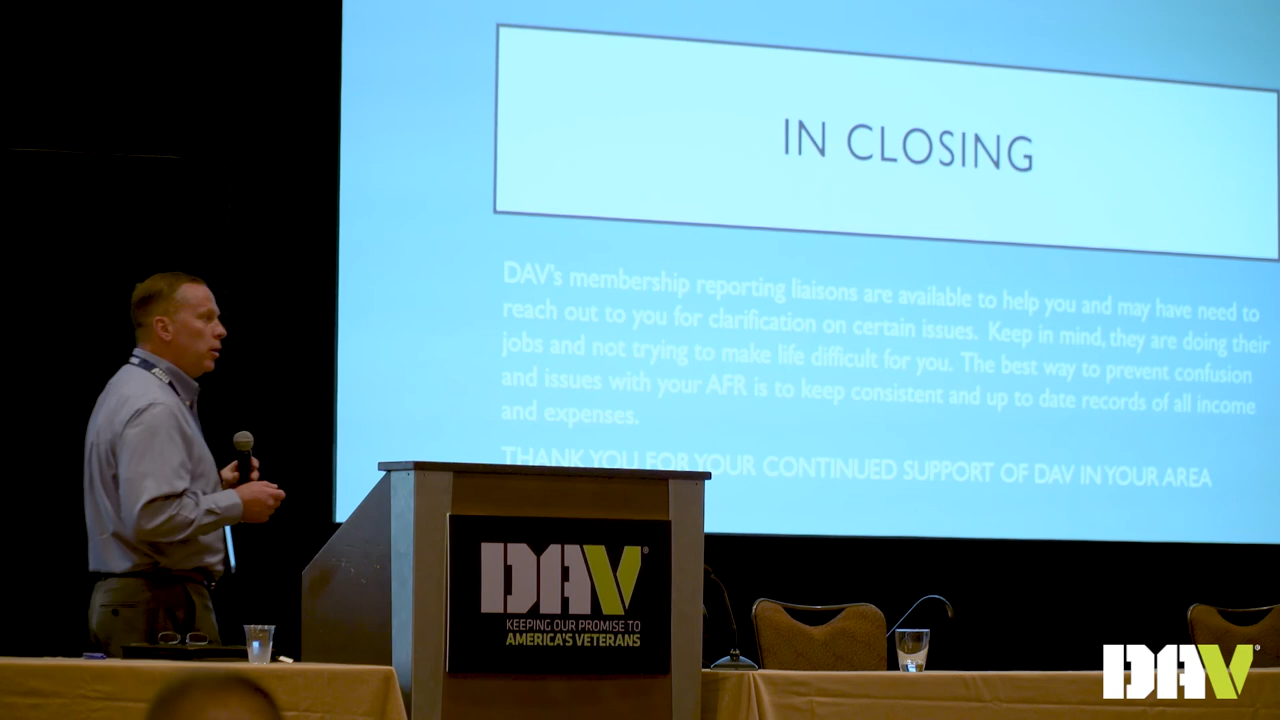 IN CLOSING
DAV's membership reporting liaisons are available to help you and may have need to
reach out to you for clarification on certain issues. Keep in mind, they are doing their
jobs and not trying to make life difficult for you. The best way to prevent confusion
and issues with your AFR is to keep consistent and up to date records of all income
and expenses.
THANK YOU FOR YOUR CONTINUED SUPPORT OF DAV IN YOUR AREA
DAV®
KEEPING OUR PROMISE TO
AMERICA'S VETERANS
DAV®